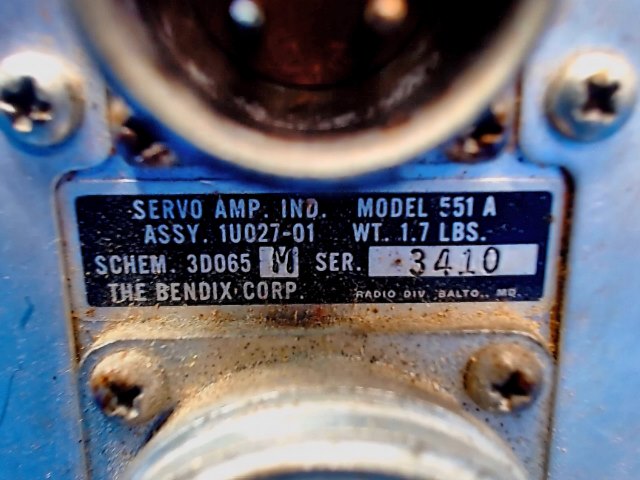 SERVO AMP. IND. MODEL 551 A
ASSY. 1U027-01 WT. 1.7 LBS.
SCHEM. 3D065 M SER. 3410
THE BENDIX CORP. RADIO DIV. BALTO., MD.